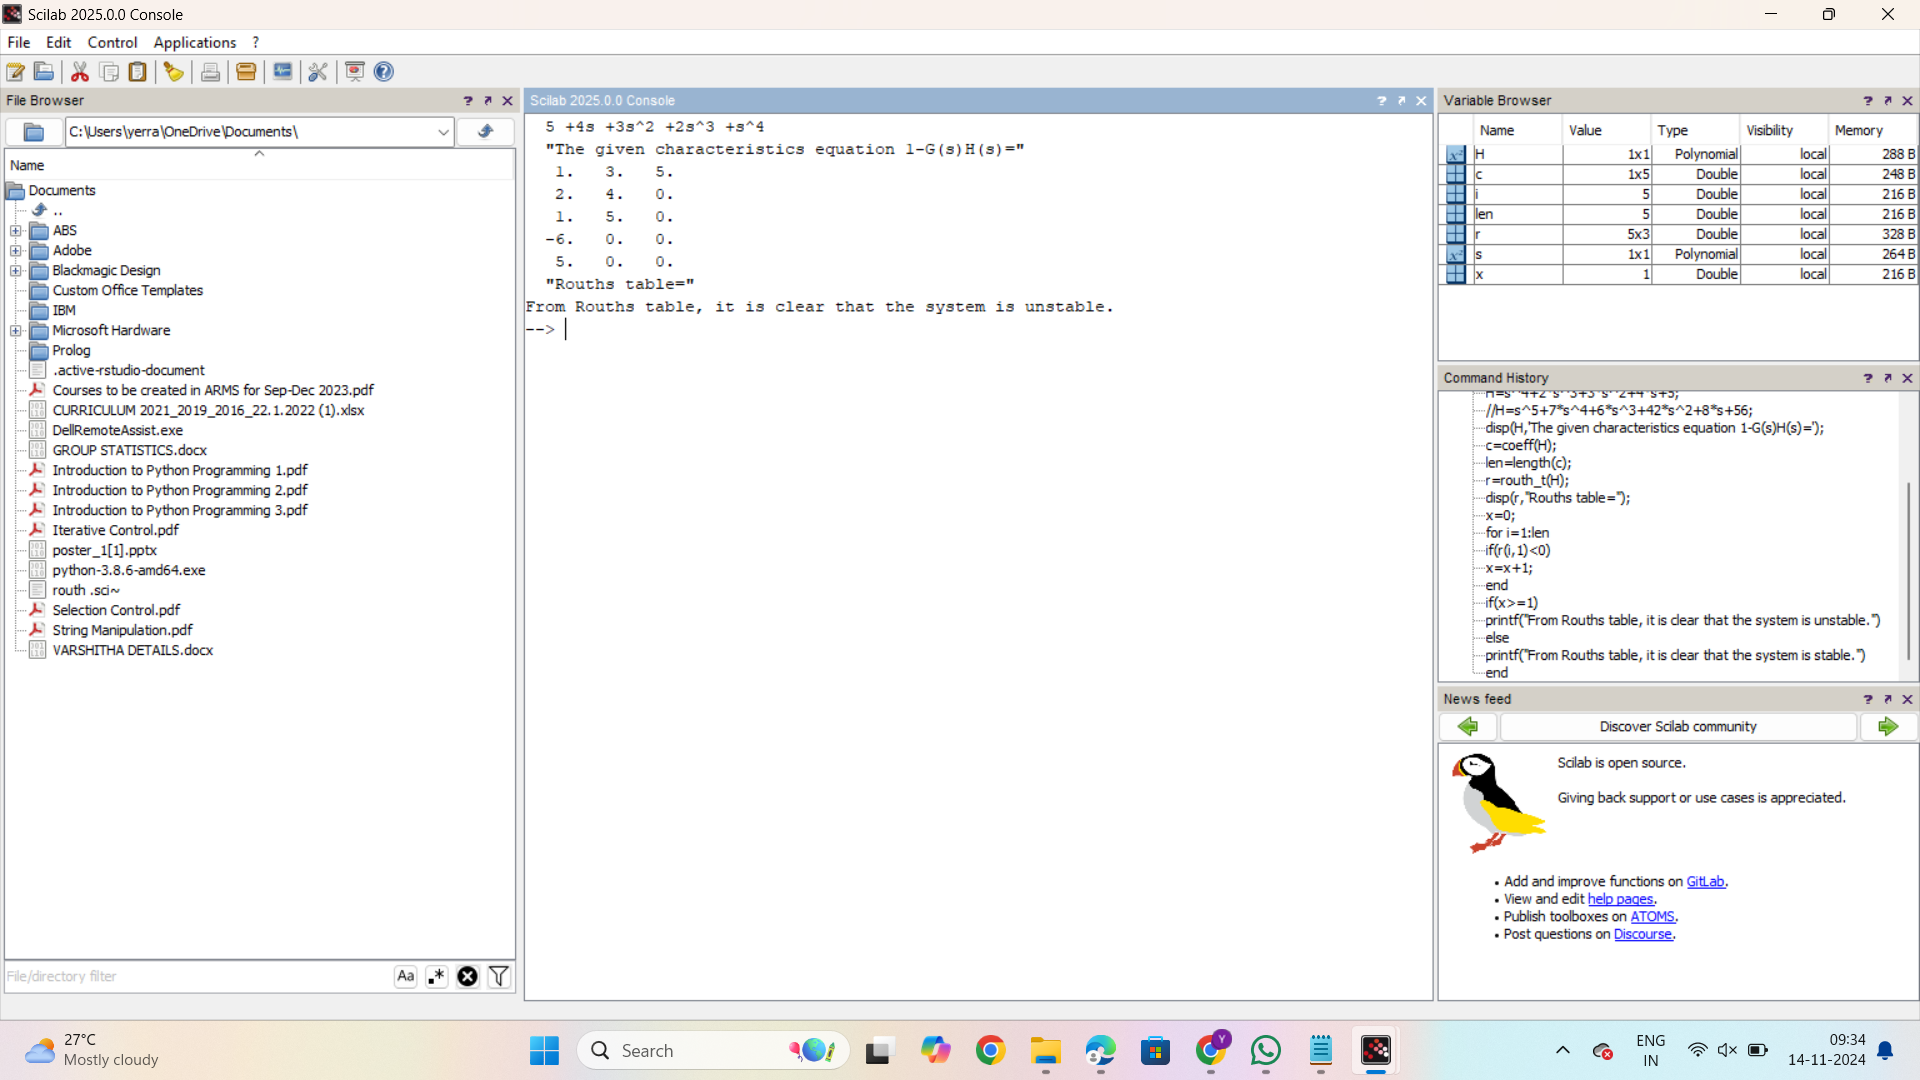 Scilab 2025.0.0 Console
File Edit Control Applications ?
File Browser
C:\Users\yerra\OneDrive\Documents\
Name
Documents
..
ABS
Adobe
Blackmagic Design
Custom Office Templates
IBM
Microsoft Hardware
Prolog
.active-rstudio-document
Courses to be created in ARMS for Sep-Dec 2023.pdf
CURRICULUM 2021_2019_2016_22.1.2022 (1).xlsx
DellRemoteAssist.exe
GROUP STATISTICS.docx
Introduction to Python Programming 1.pdf
Introduction to Python Programming 2.pdf
Introduction to Python Programming 3.pdf
Iterative Control.pdf
poster_1[1].pptx
python-3.8.6-amd64.exe
routh .sci~
Selection Control.pdf
String Manipulation.pdf
VARSHITHA DETAILS.docx
File/directory filter
Aa .*
Scilab 2025.0.0 Console
5 +4s +3s^2 +2s^3 +s^4
"The given characteristics equation 1-G(s)H(s)="
1. 3. 5.
2. 4. 0.
1. 5. 0.
-6. 0. 0.
5. 0. 0.
"Rouths table="
From Rouths table, it is clear that the system is unstable.
-->
Variable Browser
Name Value Type Visibility Memory
H 1x1 Polynomial local 288 B
c 1x5 Double local 248 B
i 5 Double local 216 B
len 5 Double local 216 B
r 5x3 Double local 328 B
s 1x1 Polynomial local 264 B
x 1 Double local 216 B
Command History
H=s^4+2*s^3+3*s^2+4*s+5;
//H=s^5+7*s^4+6*s^3+42*s^2+8*s+56;
disp(H,'The given characteristics equation 1-G(s)H(s)=');
c=coeff(H);
len=length(c);
r=routh_t(H);
disp(r,"Rouths table=");
x=0;
for i=1:len
if(r(i,1)<0)
x=x+1;
end
if(x>=1)
printf("From Rouths table, it is clear that the system is unstable.")
else
printf("From Rouths table, it is clear that the system is stable.")
end
News feed
Discover Scilab community
Scilab is open source.
Giving back support or use cases is appreciated.
• Add and improve functions on GitLab.
• View and edit help pages.
• Publish toolboxes on ATOMS.
• Post questions on Discourse.
27°C
Mostly cloudy
Search
Y
ENG
IN
09:34
14-11-2024